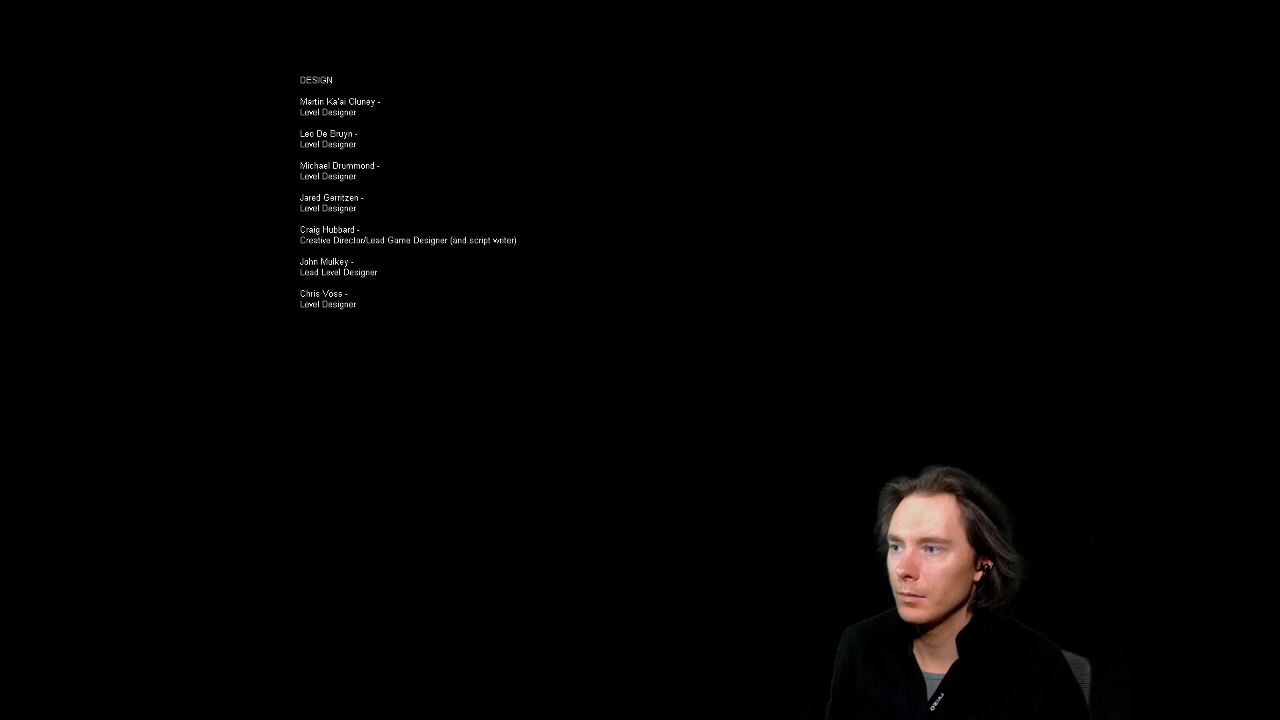 DESIGN
Martin Ka'ai Cluney -
Level Designer
Leo De Bruyn -
Level Designer
Michael Drummond -
Level Designer
Jared Gerritzen -
Level Designer
Craig Hubbard -
Creative Director/Lead Game Designer (and script writer)
John Mulkey -
Lead Level Designer
Chris Voss -
Level Designer